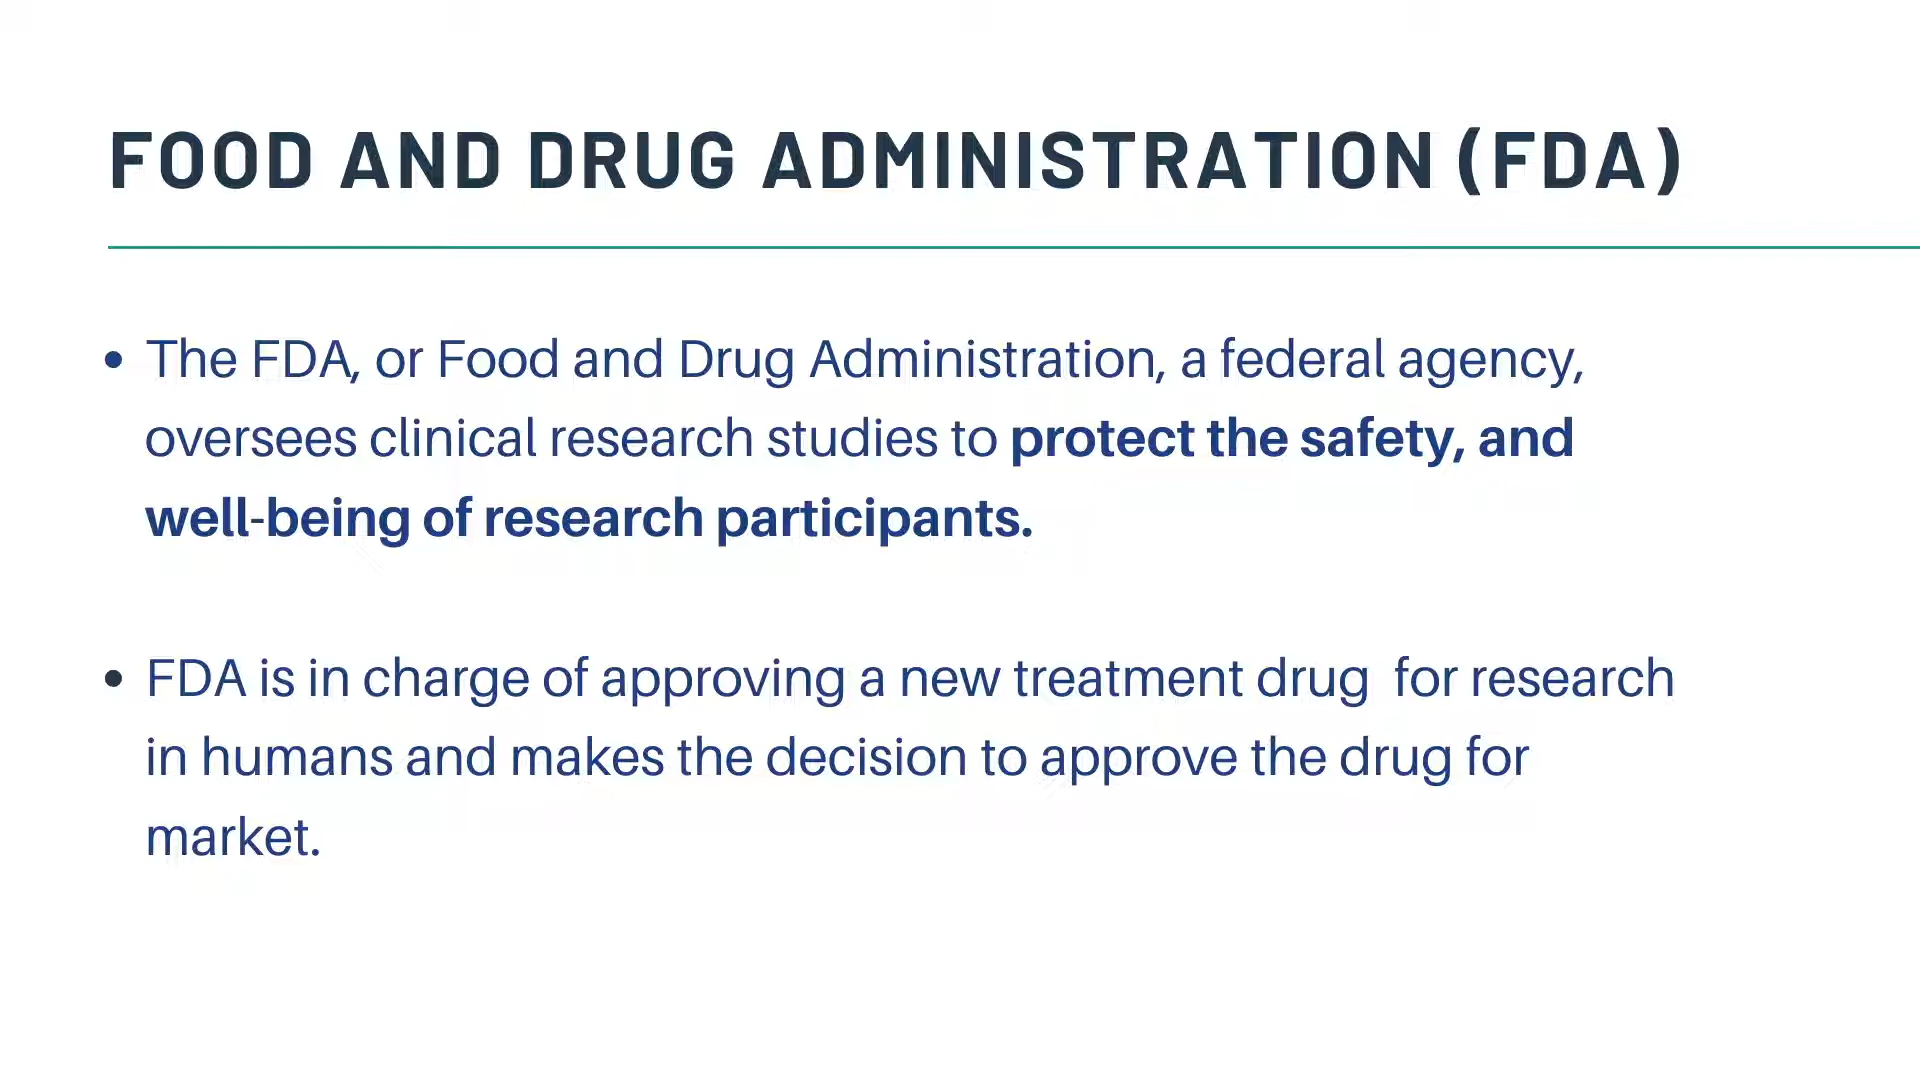 FOOD AND DRUG ADMINISTRATION (FDA)
• The FDA, or Food and Drug Administration, a federal agency,
oversees clinical research studies to protect the safety, and
well-being of research participants.
• FDA is in charge of approving a new treatment drug  for research
in humans and makes the decision to approve the drug for
market.